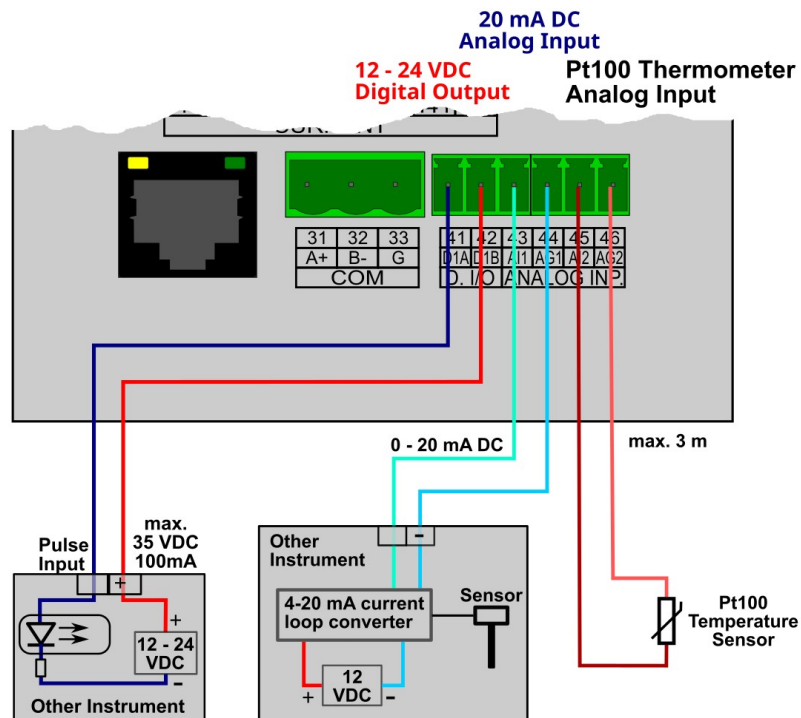 20 mA DC
Analog Input
12 - 24 VDC
Digital Output
Pt100 Thermometer
Analog Input
31 32 33
A+ B- G
COM
41 42 43 44 45 46
D1A D1B AI1 AG1 AI2 AG2
D. I/O ANALOG INP.
0 - 20 mA DC
max. 3 m
max.
35 VDC
100mA
Pulse
Input
+
+
12 - 24
VDC
-
Other Instrument
-
Other
Instrument
4-20 mA current
loop converter
Sensor
12
VDC
+ -
Pt100
Temperature
Sensor